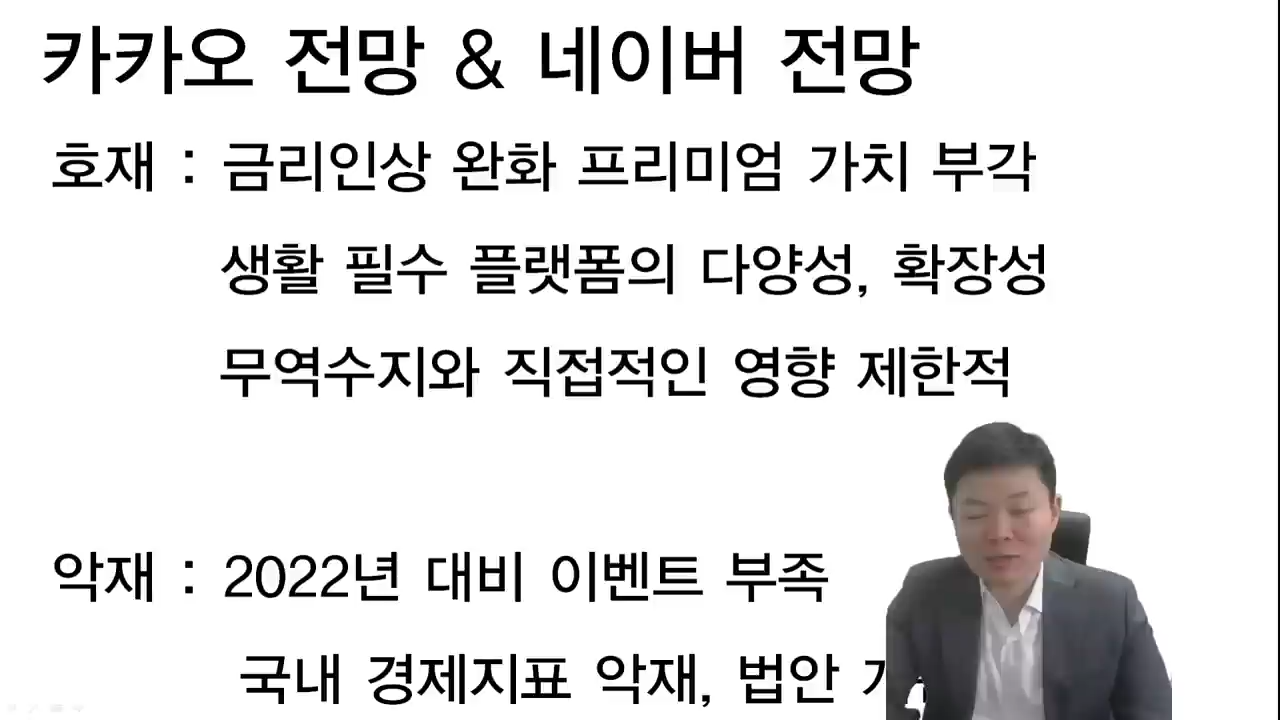 카카오 전망 & 네이버 전망
호재 : 금리인상 완화 프리미엄 가치 부각
생활 필수 플랫폼의 다양성, 확장성
무역수지와 직접적인 영향 제한적
악재 : 2022년 대비 이벤트 부족
국내 경제지표 악재, 법안